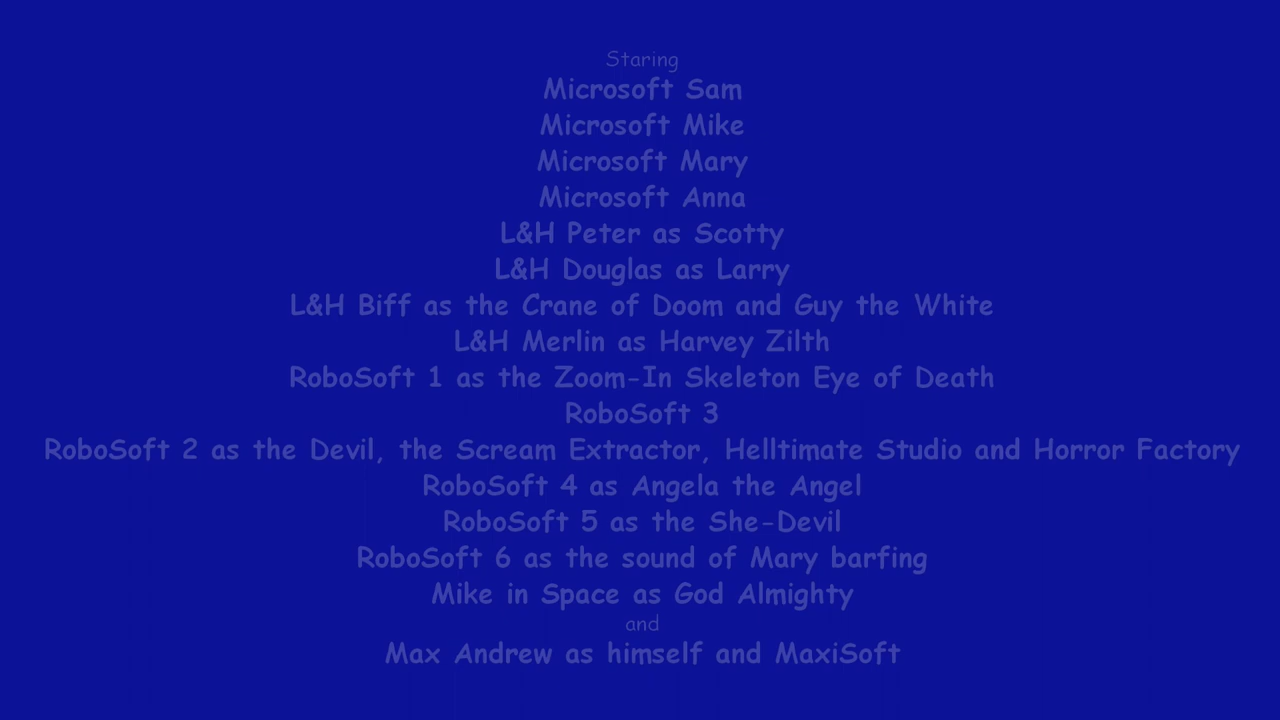 Staring
Microsoft Sam
Microsoft Mike
Microsoft Mary
Microsoft Anna
L&H Peter as Scotty
L&H Douglas as Larry
L&H Biff as the Crane of Doom and Guy the White
L&H Merlin as Harvey Zilth
RoboSoft 1 as the Zoom-In Skeleton Eye of Death
RoboSoft 3
RoboSoft 2 as the Devil, the Scream Extractor, Helltimate Studio and Horror Factory
RoboSoft 4 as Angela the Angel
RoboSoft 5 as the She-Devil
RoboSoft 6 as the sound of Mary barfing
Mike in Space as God Almighty
and
Max Andrew as himself and MaxiSoft